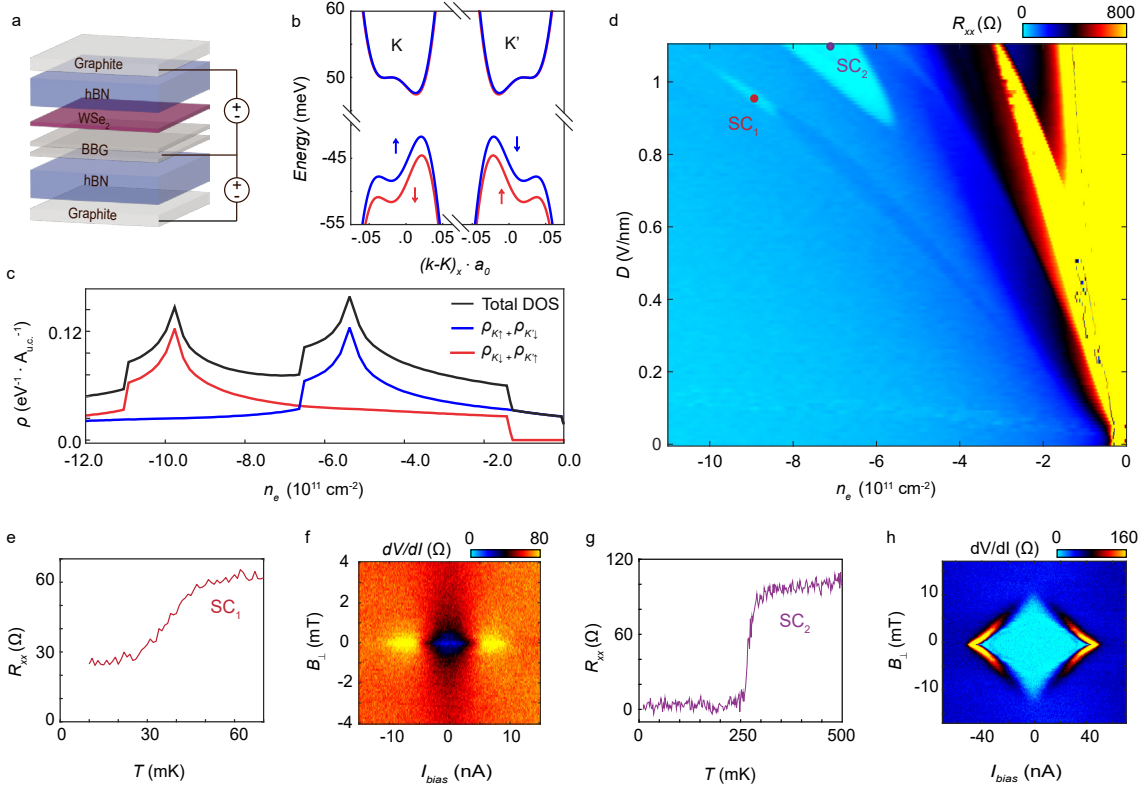 a
Graphite
hBN
WSe2
BBG
hBN
Graphite
+
−
+
−
b
60
50
-45
-55
Energy (meV)
K
K'
↑
↓
↓
↑
-.05 .0 .05 -.05 .0 .05
(k-K)x · a0
c
0.12
0.0
ρ (eV-1 · Au.c.-1)
Total DOS
ρK↑ + ρK'↓
ρK↓ + ρK'↑
-12.0 -10.0 -8.0 -6.0 -4.0 -2.0 0.0
ne (10^11 cm-2)
d
Rxx (Ω)
0 800
SC1
SC2
1
0.8
0.6
0.4
0.2
0
D (V/nm)
-10 -8 -6 -4 -2 0
ne (10^11 cm-2)
e
60
30
0
Rxx (Ω)
SC1
0 30 60
T (mK)
f
dV/dI (Ω)
0 80
4
2
0
-2
-4
B⊥ (mT)
-10 0 10
Ibias (nA)
g
120
80
40
0
Rxx (Ω)
SC2
0 250 500
T (mK)
h
dV/dI (Ω)
0 160
10
0
-10
B⊥ (mT)
-40 0 40
Ibias (nA)